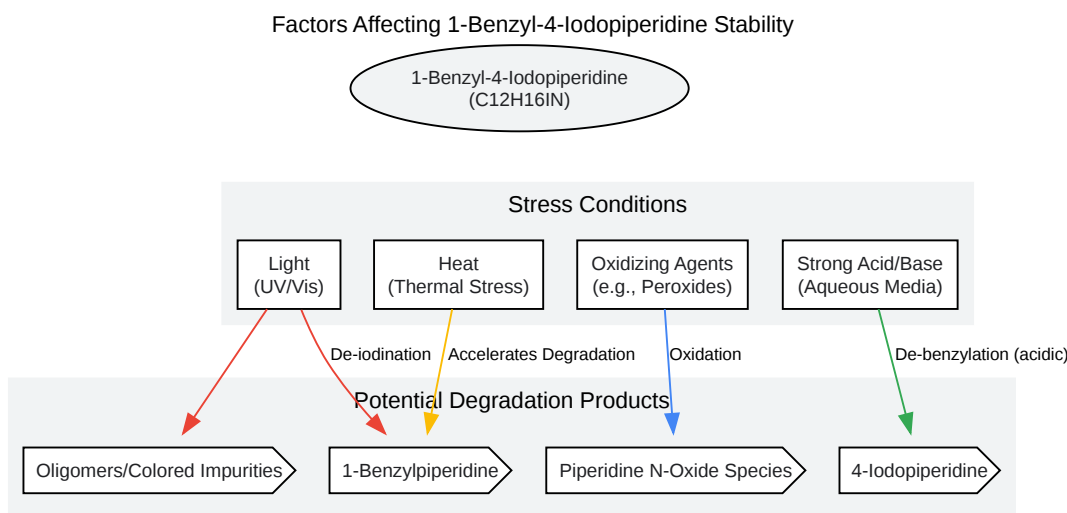 Factors Affecting 1-Benzyl-4-Iodopiperidine Stability
1-Benzyl-4-Iodopiperidine
(C12H16IN)
Stress Conditions
Light
(UV/Vis)
Heat
(Thermal Stress)
Oxidizing Agents
(e.g., Peroxides)
Strong Acid/Base
(Aqueous Media)
De-iodination
Accelerates Degradation
Oxidation
De-benzylation (acidic)
Potential Degradation Products
Oligomers/Colored Impurities
1-Benzylpiperidine
Piperidine N-Oxide Species
4-Iodopiperidine